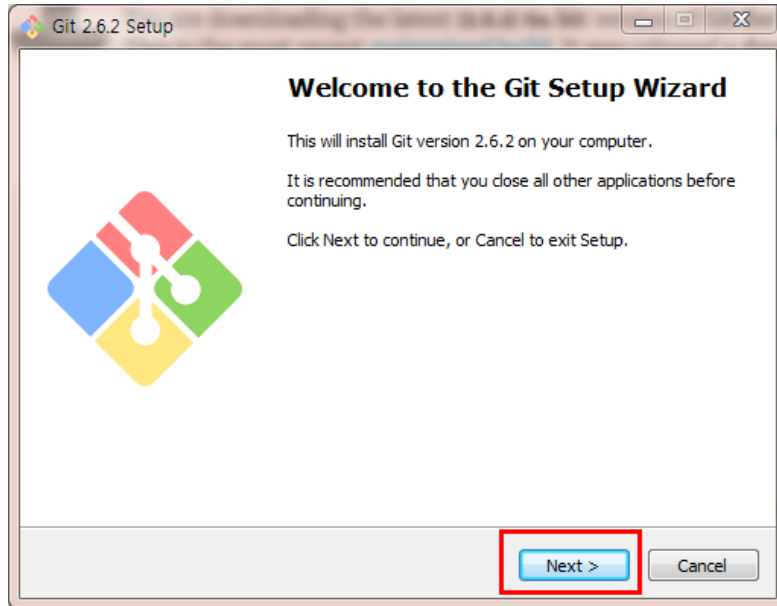 Git 2.6.2 Setup
Welcome to the Git Setup Wizard
This will install Git version 2.6.2 on your computer.
It is recommended that you close all other applications before
continuing.
Click Next to continue, or Cancel to exit Setup.
Next >
Cancel